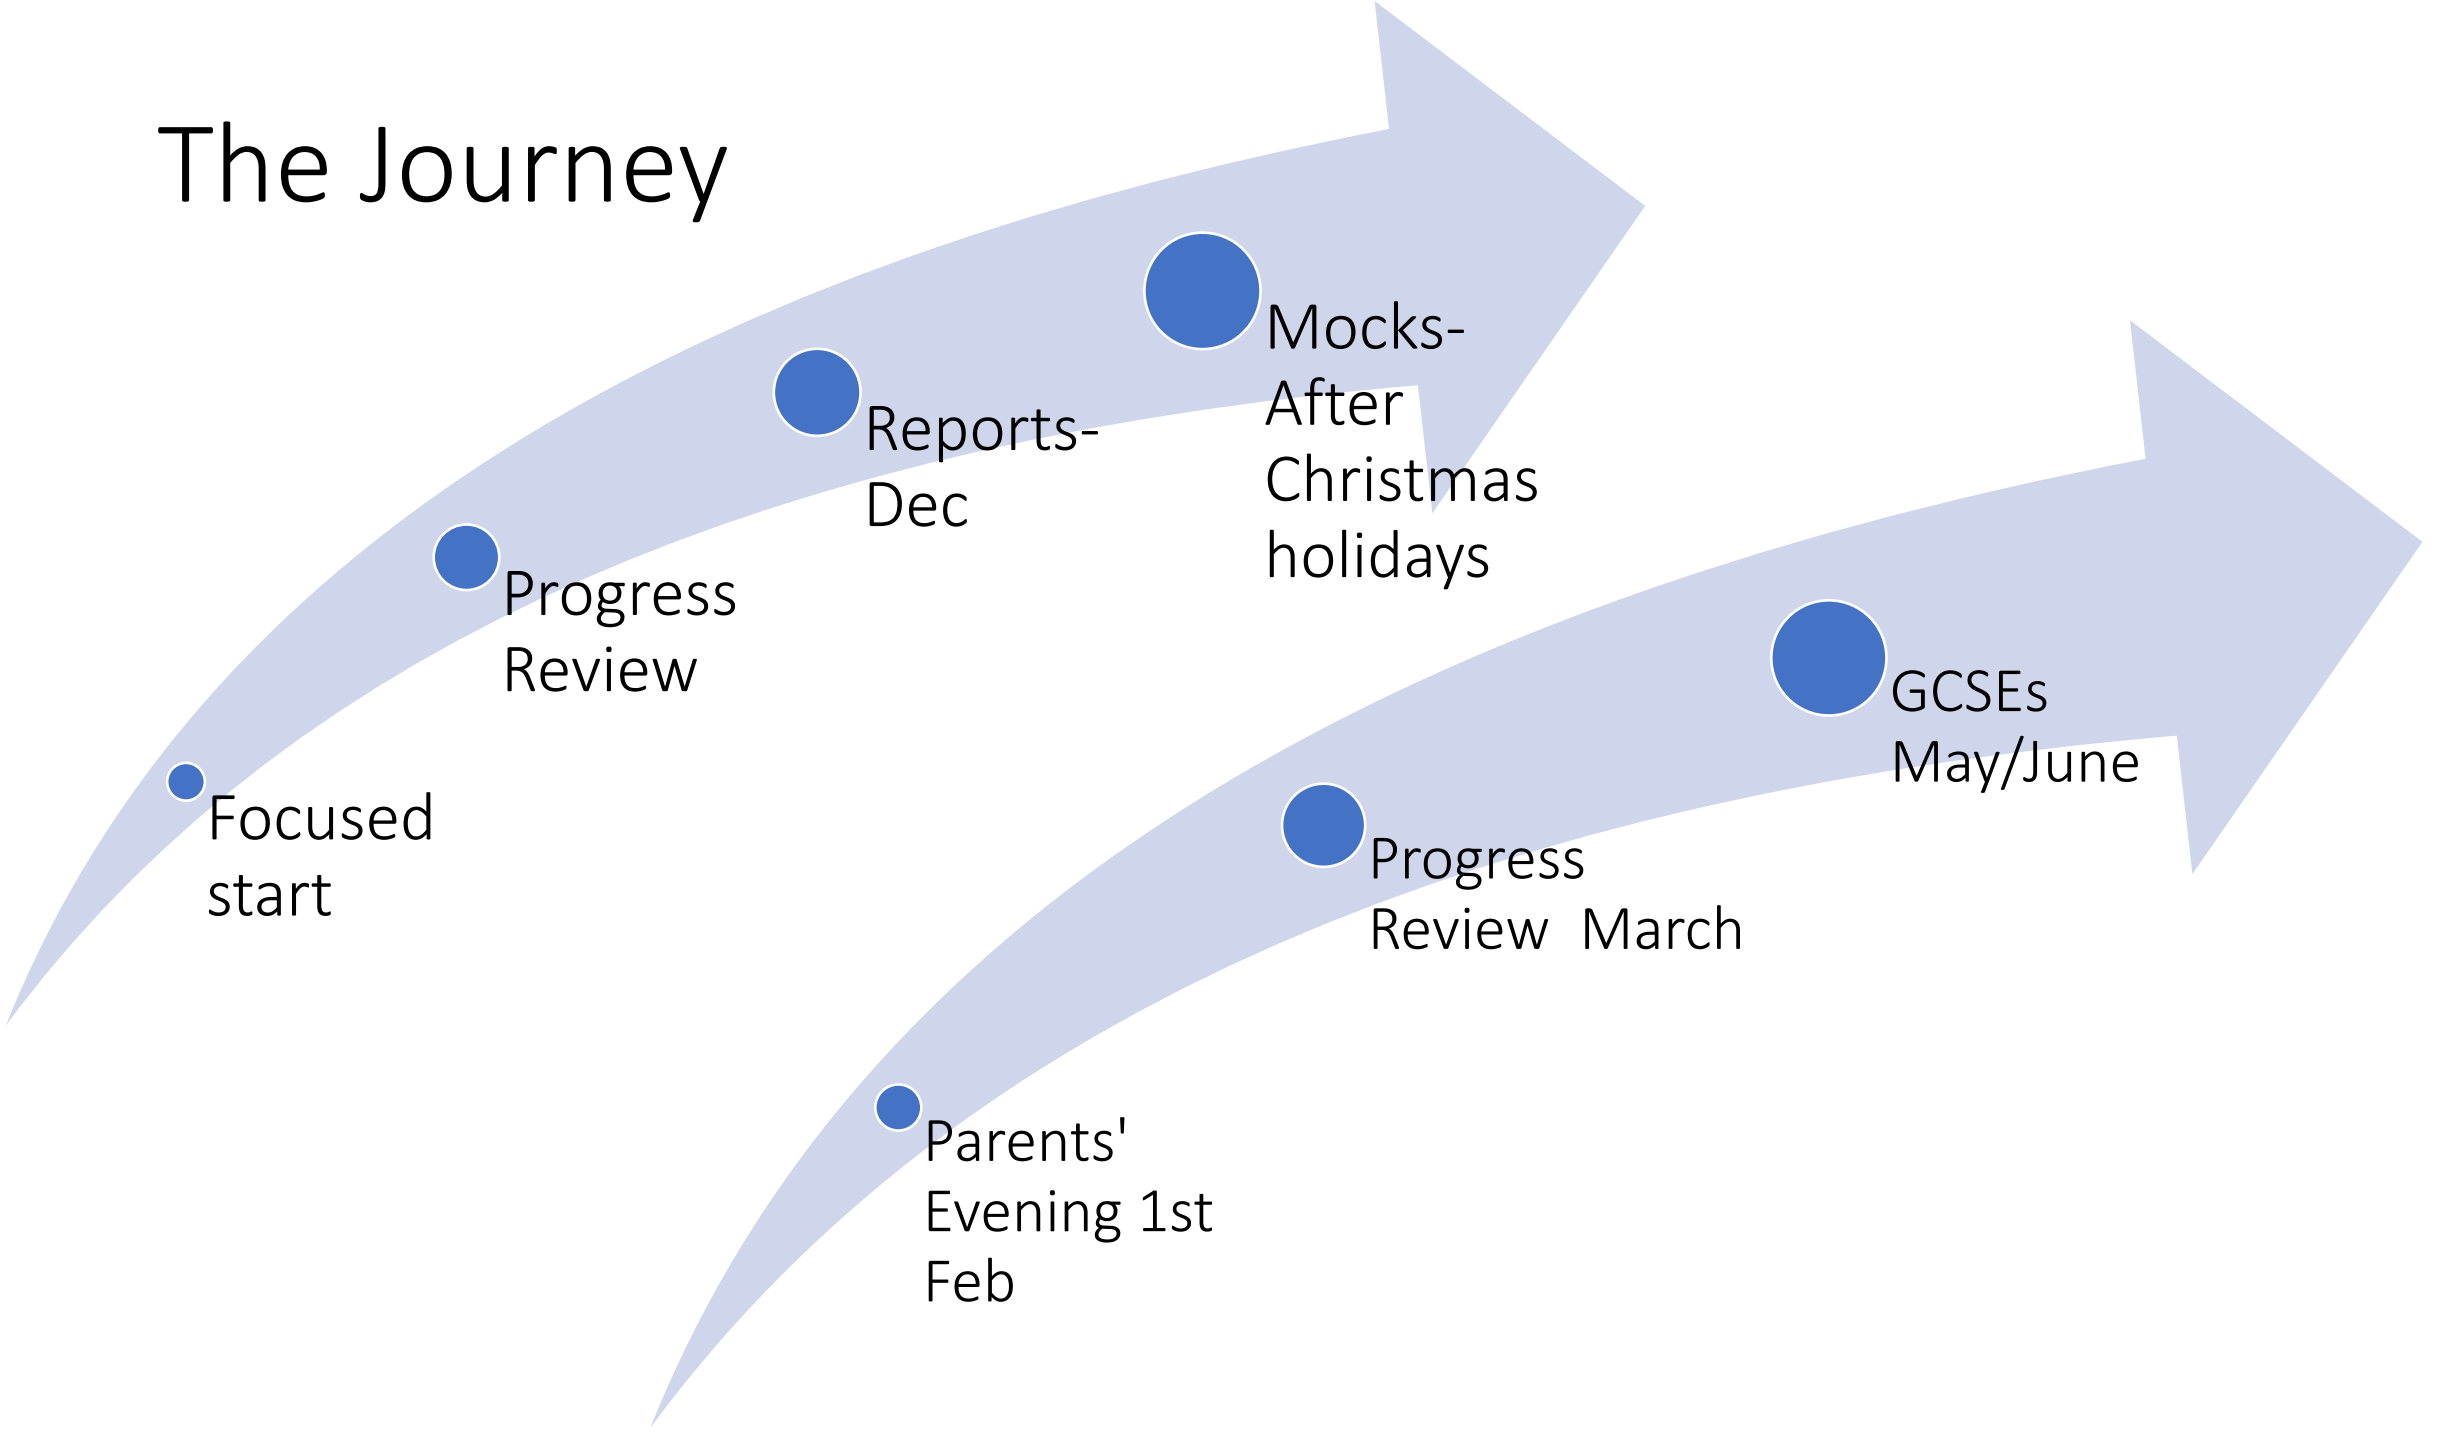 The Journey
Focused
start
Progress
Review
Reports-
Dec
Mocks-
After
Christmas
holidays
Parents'
Evening 1st
Feb
Progress
Review  March
GCSEs
May/June